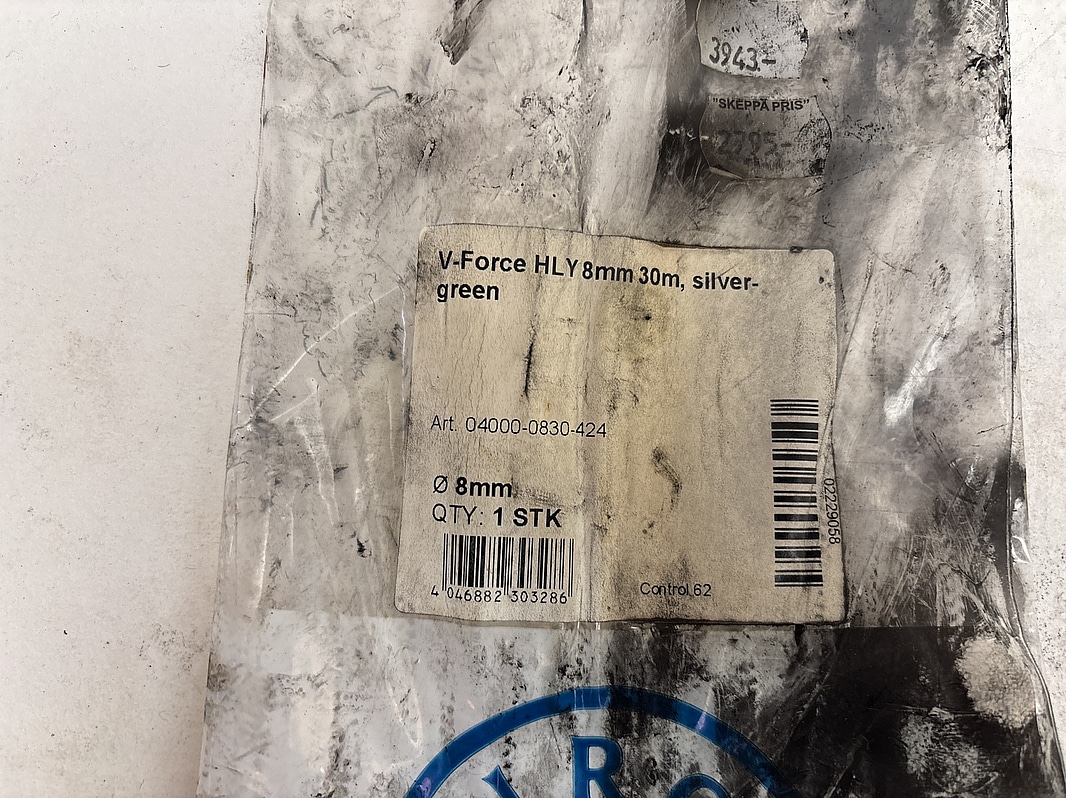 3943.-
"SKEPPA PRIS"
2795.-
V-Force HLY 8mm 30m, silver-
green
Art. 04000-0830-424
Ø 8mm
QTY: 1 STK
4 046882 303286
Control 62
02229058